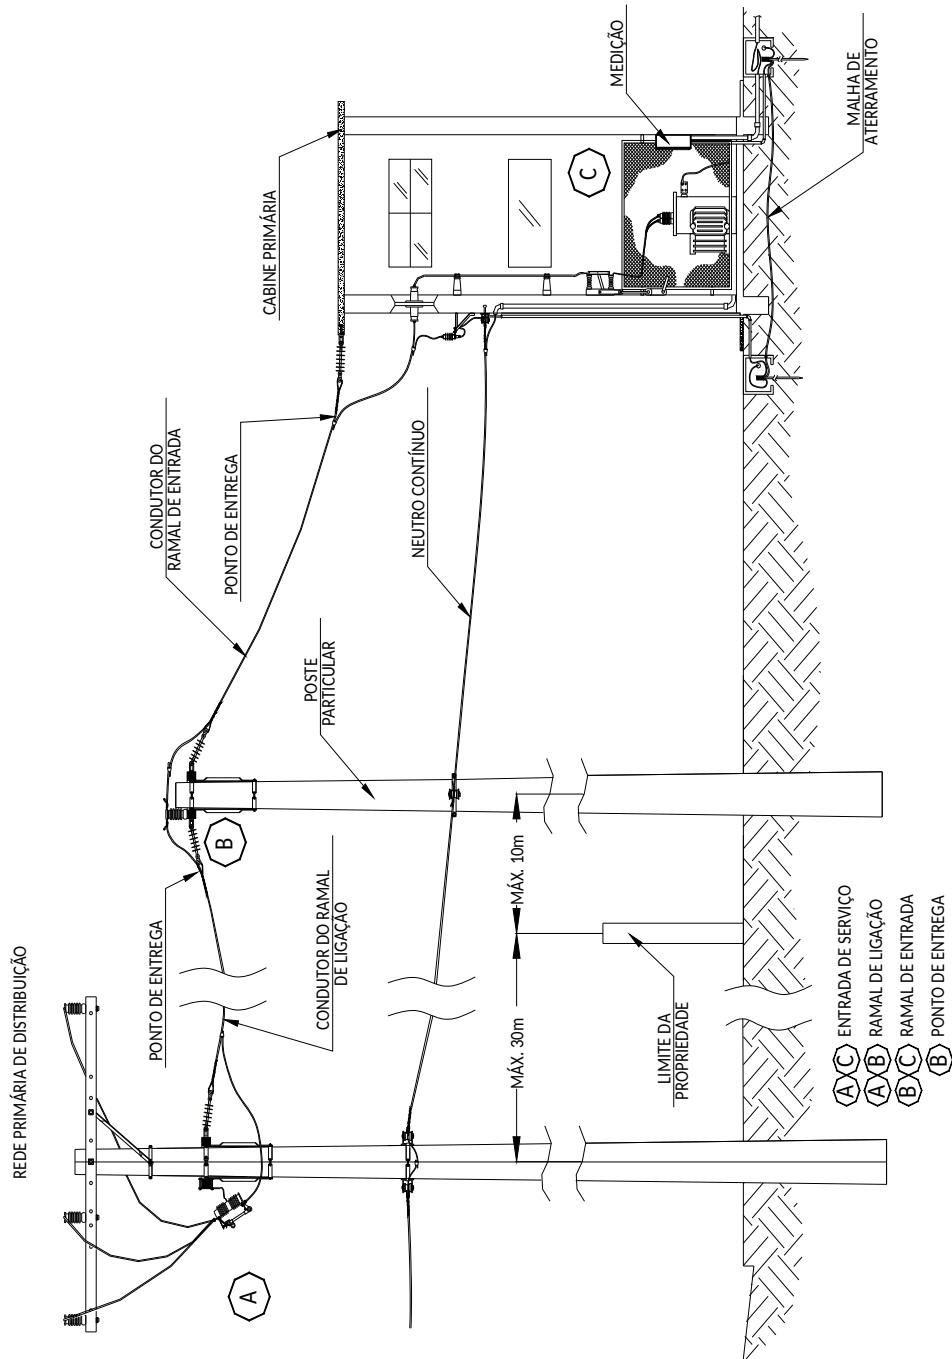 REDE PRIMÁRIA DE DISTRIBUIÇÃO
A
PONTO DE ENTREGA
CONDUTOR DO RAMAL
DE LIGAÇÃO
B
POSTE
PARTICULAR
CONDUTOR DO
RAMAL DE ENTRADA
PONTO DE ENTREGA
CABINE PRIMÁRIA
NEUTRO CONTÍNUO
C
MEDIÇÃO
MALHA DE
ATERRAMENTO
MÁX. 30m
MÁX. 10m
LIMITE DA
PROPRIEDADE
A C ENTRADA DE SERVIÇO
A B RAMAL DE LIGAÇÃO
B C RAMAL DE ENTRADA
B PONTO DE ENTREGA